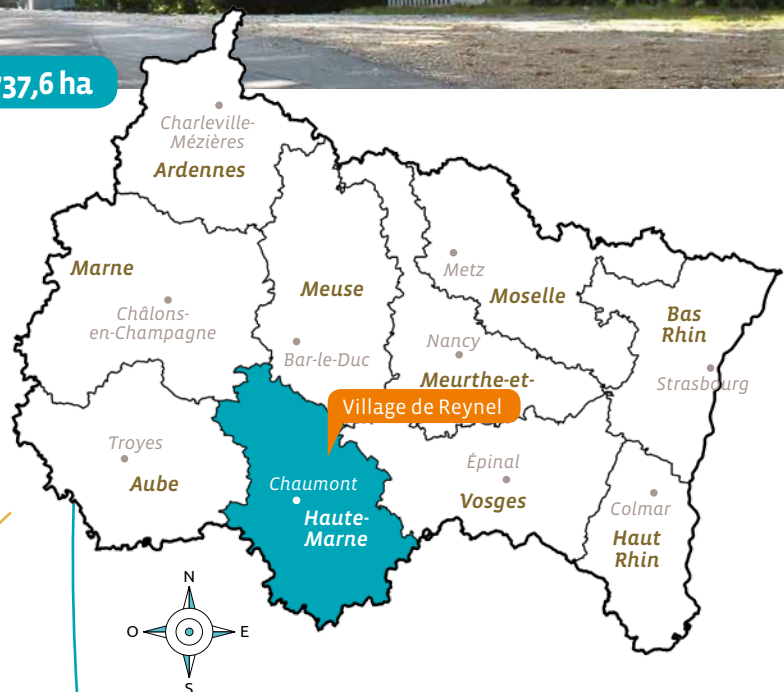 37,6 ha
Charleville-
Mézières
Ardennes
Marne
Châlons-
en-Champagne
Meuse
Bar-le-Duc
Metz
Moselle
Nancy
Meurthe-et-
Bas
Rhin
Strasbourg
Village de Reynel
Troyes
Aube
Chaumont
Haute-
Marne
Épinal
Vosges
Colmar
Haut
Rhin
N
O
E
S